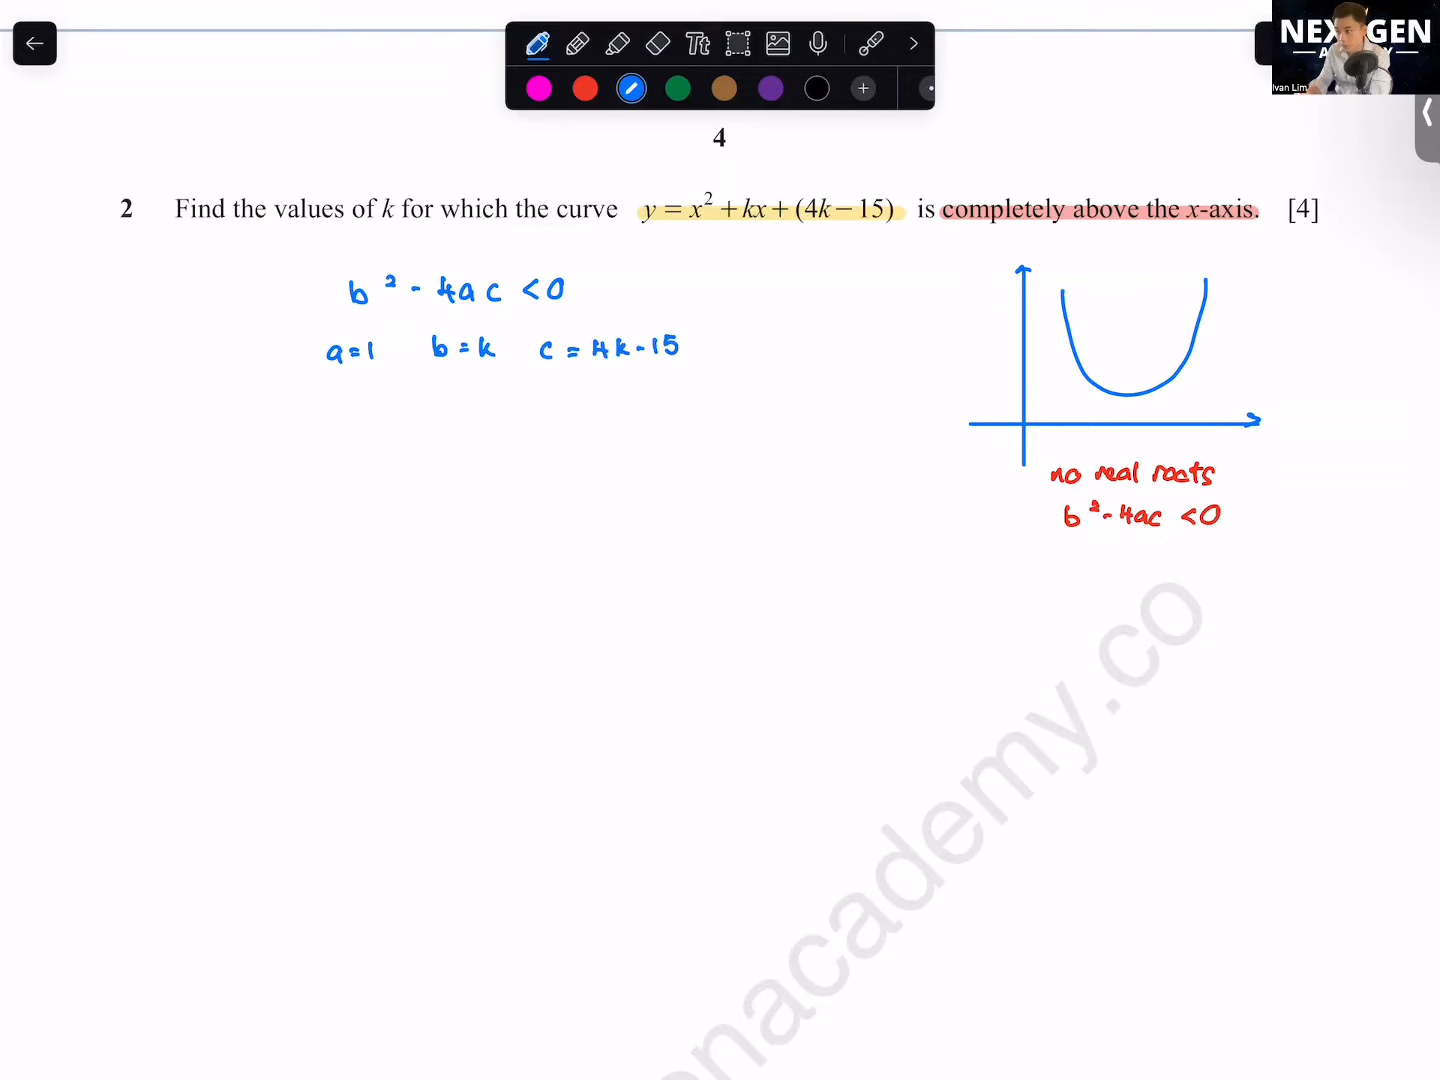 NEX GEN
Tt
Ivan Lim
4
2 Find the values of k for which the curve y = x² + kx + (4k − 15) is completely above the x-axis. [4]
b² - 4ac < 0
a = 1 b = k c = 4k - 15
no real roots
b² - 4ac < 0
nacademy.co